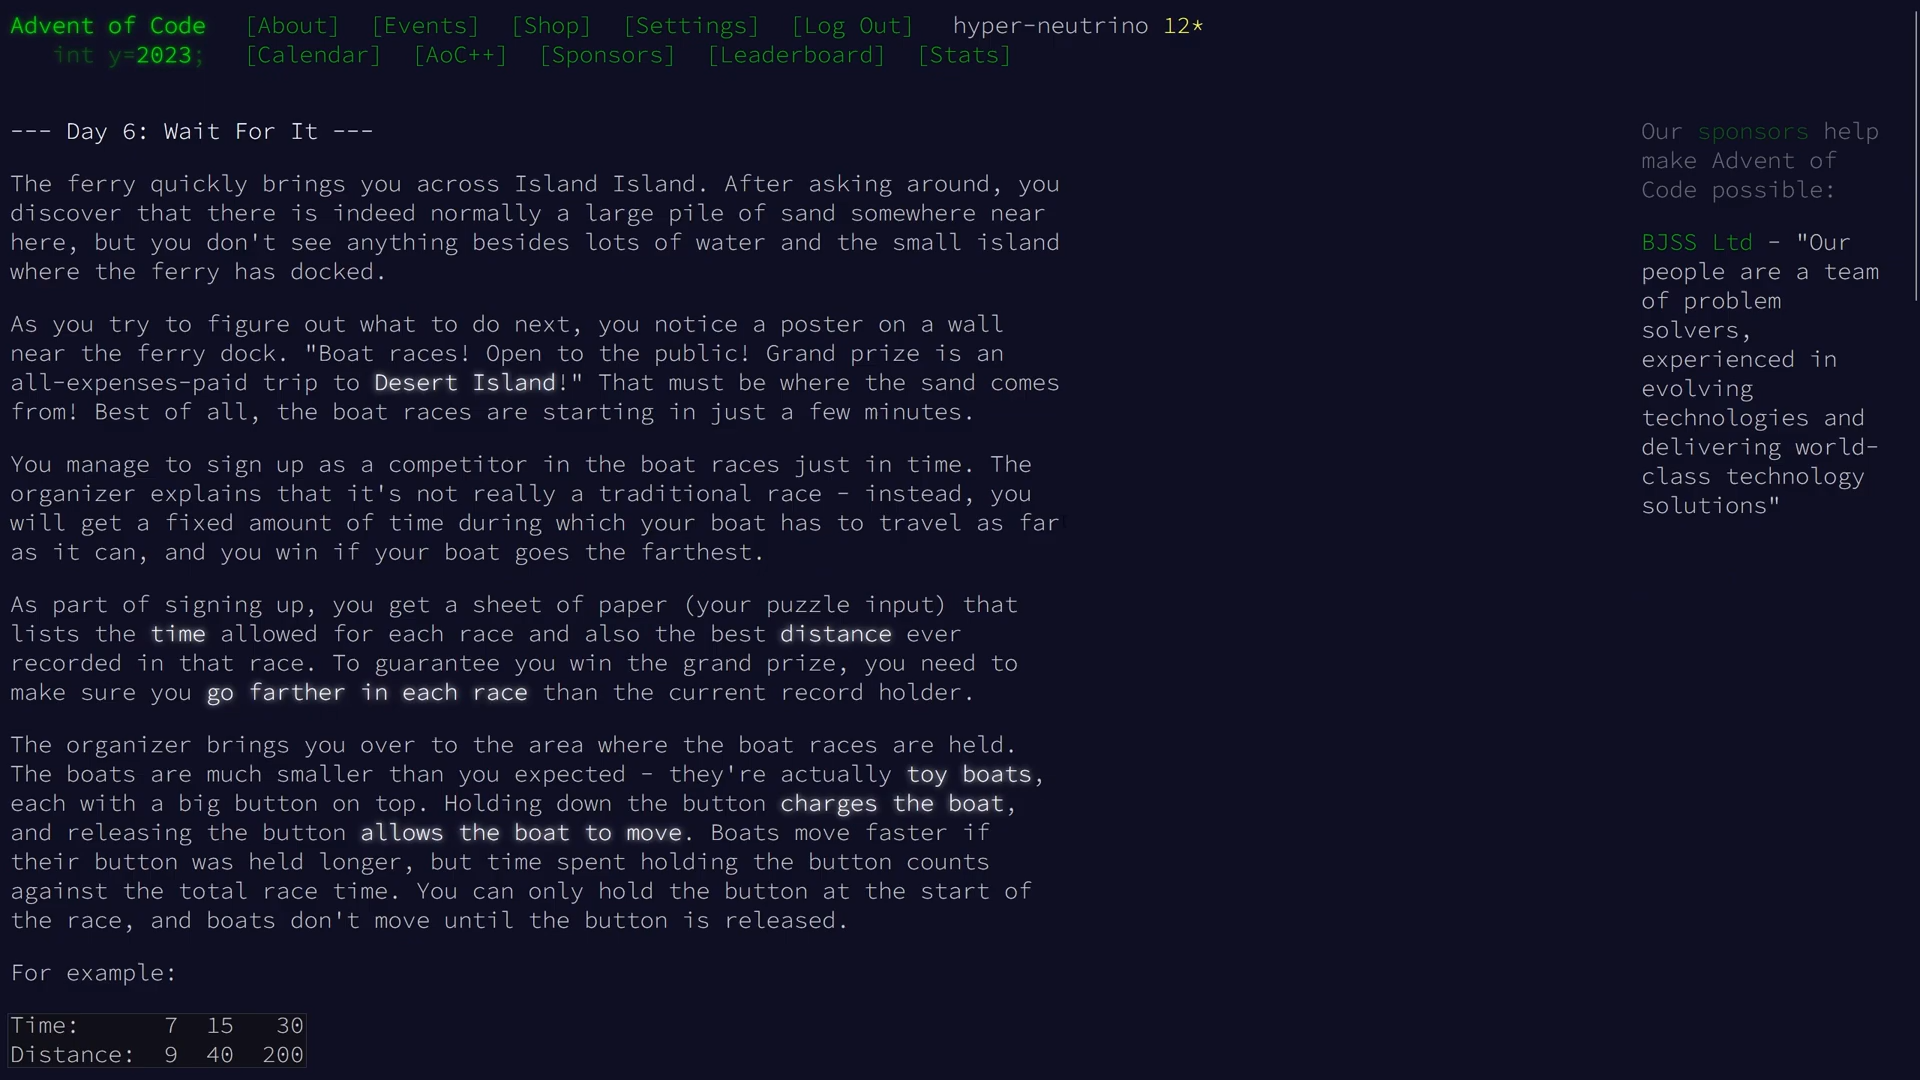 Advent of Code [About] [Events] [Shop] [Settings] [Log Out] hyper-neutrino 12*
int y=2023; [Calendar] [AoC++] [Sponsors] [Leaderboard] [Stats]
--- Day 6: Wait For It ---
The ferry quickly brings you across Island Island. After asking around, you
discover that there is indeed normally a large pile of sand somewhere near
here, but you don't see anything besides lots of water and the small island
where the ferry has docked.
As you try to figure out what to do next, you notice a poster on a wall
near the ferry dock. "Boat races! Open to the public! Grand prize is an
all-expenses-paid trip to Desert Island!" That must be where the sand comes
from! Best of all, the boat races are starting in just a few minutes.
You manage to sign up as a competitor in the boat races just in time. The
organizer explains that it's not really a traditional race - instead, you
will get a fixed amount of time during which your boat has to travel as far
as it can, and you win if your boat goes the farthest.
As part of signing up, you get a sheet of paper (your puzzle input) that
lists the time allowed for each race and also the best distance ever
recorded in that race. To guarantee you win the grand prize, you need to
make sure you go farther in each race than the current record holder.
The organizer brings you over to the area where the boat races are held.
The boats are much smaller than you expected - they're actually toy boats,
each with a big button on top. Holding down the button charges the boat,
and releasing the button allows the boat to move. Boats move faster if
their button was held longer, but time spent holding the button counts
against the total race time. You can only hold the button at the start of
the race, and boats don't move until the button is released.
For example:
Time: 7 15 30
Distance: 9 40 200
Our sponsors help
make Advent of
Code possible:
BJSS Ltd - "Our
people are a team
of problem
solvers,
experienced in
evolving
technologies and
delivering world-
class technology
solutions"